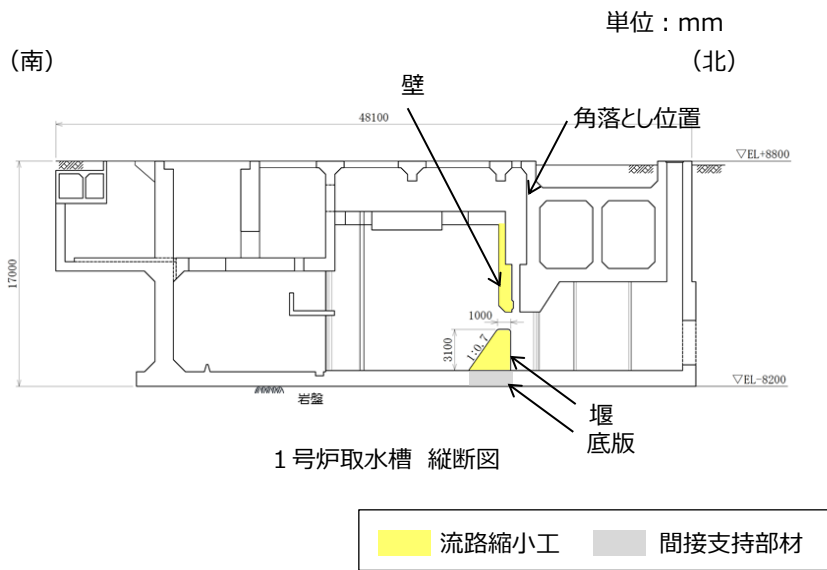 単位：mm
（南）
（北）
壁
48100
角落とし位置
▽EL+8800
17000
1000
3100
1:0.7
▽EL-8200
岩盤
堰
底版
１号炉取水槽 縦断図
流路縮小工
間接支持部材